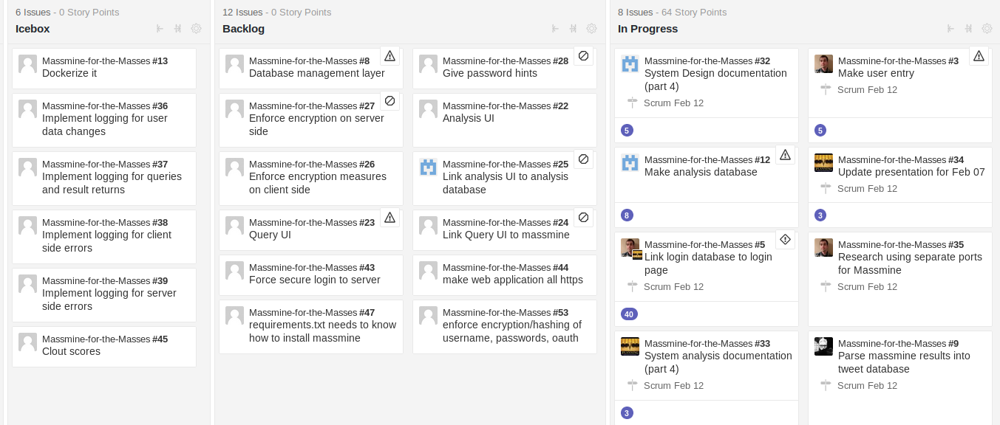 6 Issues - 0 Story Points
Icebox
Massmine-for-the-Masses #13
Dockerize it
Massmine-for-the-Masses #36
Implement logging for user
data changes
Massmine-for-the-Masses #37
Implement logging for queries
and result returns
Massmine-for-the-Masses #38
Implement logging for client
side errors
Massmine-for-the-Masses #39
Implement logging for server
side errors
Massmine-for-the-Masses #45
Clout scores
12 Issues - 0 Story Points
Backlog
Massmine-for-the-Masses #8
Database management layer
Massmine-for-the-Masses #28
Give password hints
Massmine-for-the-Masses #27
Enforce encryption on server
side
Massmine-for-the-Masses #22
Analysis UI
Massmine-for-the-Masses #26
Enforce encryption measures
on client side
Massmine-for-the-Masses #25
Link analysis UI to analysis
database
Massmine-for-the-Masses #23
Query UI
Massmine-for-the-Masses #24
Link Query UI to massmine
Massmine-for-the-Masses #43
Force secure login to server
Massmine-for-the-Masses #44
make web application all https
Massmine-for-the-Masses #47
requirements.txt needs to know
how to install massmine
Massmine-for-the-Masses #53
enforce encryption/hashing of
username, passwords, oauth
8 Issues - 64 Story Points
In Progress
Massmine-for-the-Masses #32
System Design documentation
(part 4)
Scrum Feb 12
5
Massmine-for-the-Masses #3
Make user entry
Scrum Feb 12
5
Massmine-for-the-Masses #12
Make analysis database
8
Massmine-for-the-Masses #34
Update presentation for Feb 07
Scrum Feb 12
3
Massmine-for-the-Masses #5
Link login database to login
page
Scrum Feb 12
40
Massmine-for-the-Masses #35
Research using separate ports
for Massmine
Scrum Feb 12
Massmine-for-the-Masses #33
System analysis documentation
(part 4)
Scrum Feb 12
3
Massmine-for-the-Masses #9
Parse massmine results into
tweet database
Scrum Feb 12